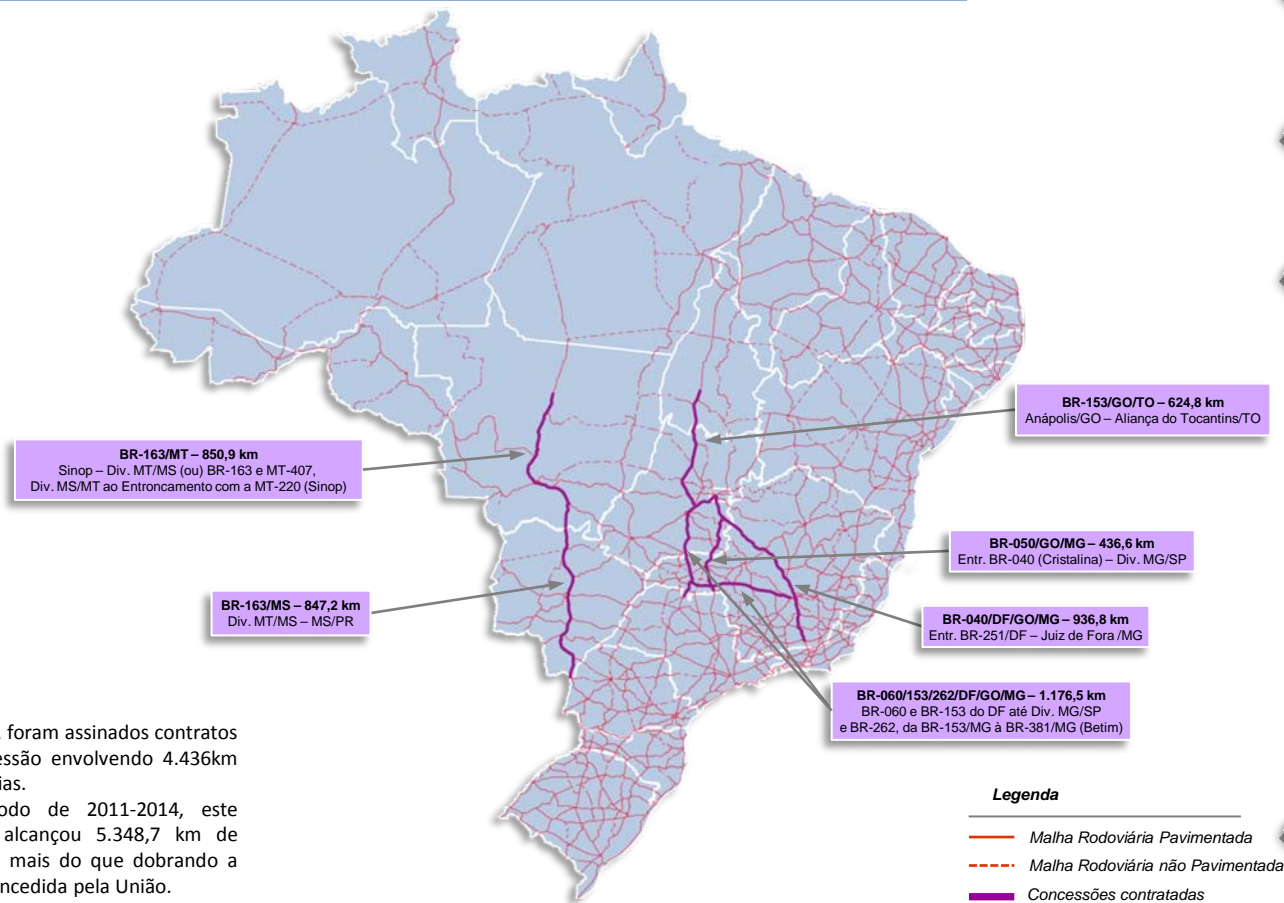 BR-153/GO/TO – 624,8 km
Anápolis/GO – Aliança do Tocantins/TO
BR-163/MT – 850,9 km
Sinop – Div. MT/MS (ou) BR-163 e MT-407,
Div. MS/MT ao Entroncamento com a MT-220 (Sinop)
BR-050/GO/MG – 436,6 km
Entr. BR-040 (Cristalina) – Div. MG/SP
BR-163/MS – 847,2 km
Div. MT/MS – MS/PR
BR-040/DF/GO/MG – 936,8 km
Entr. BR-251/DF – Juiz de Fora /MG
BR-060/153/262/DF/GO/MG – 1.176,5 km
BR-060 e BR-153 do DF até Div. MG/SP
e BR-262, da BR-153/MG à BR-381/MG (Betim)
foram assinados contratos
essão envolvendo 4.436km
ias.
odo de 2011-2014, este
alcançou 5.348,7 km de
mais do que dobrando a
ncedida pela União.
Legenda
Malha Rodoviária Pavimentada
Malha Rodoviária não Pavimentada
Concessões contratadas